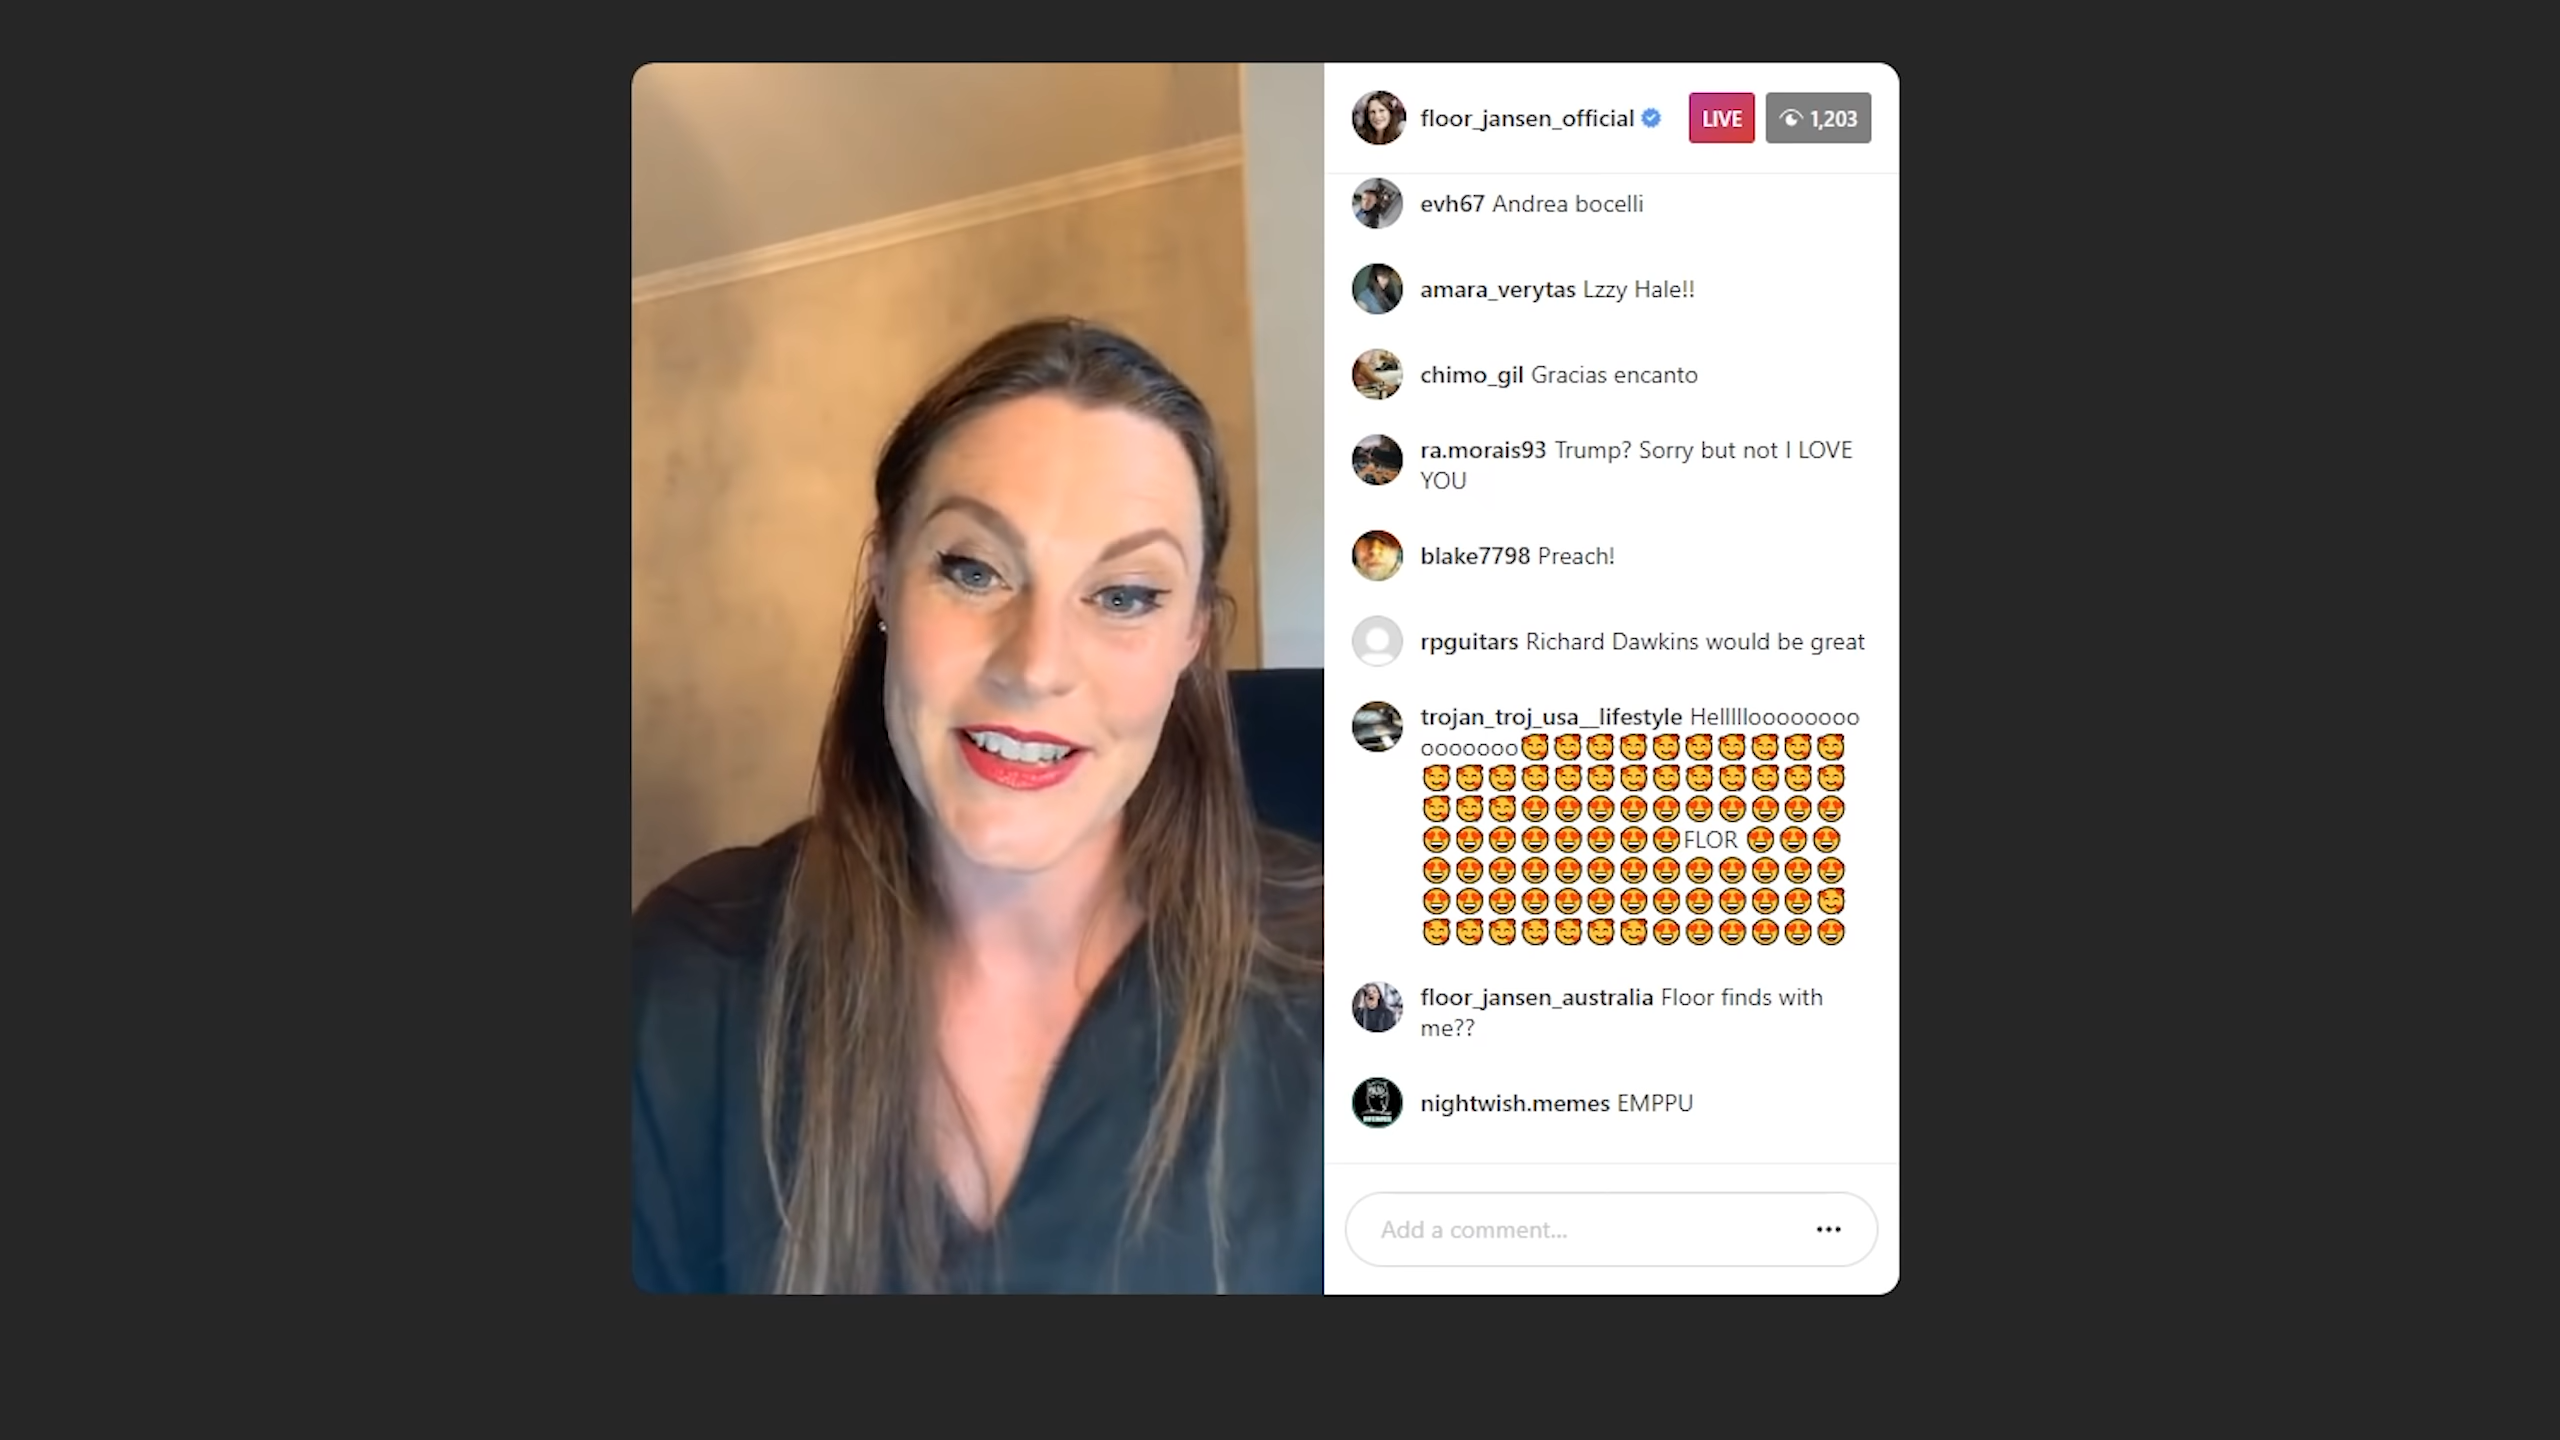 floor_jansen_official LIVE 1,203
evh67 Andrea bocelli
amara_verytas Lzzy Hale!!
chimo_gil Gracias encanto
ra.morais93 Trump? Sorry but not I LOVE
YOU
blake7798 Preach!
rpguitars Richard Dawkins would be great
trojan_troj_usa__lifestyle Hellllloooooooo
ooooooo🥰🥰🥰🥰🥰🥰🥰🥰🥰🥰
🥰🥰🥰🥰🥰🥰🥰🥰🥰🥰🥰🥰🥰
🥰🥰🥰😍😍😍😍😍😍😍😍😍😍
😍😍😍😍😍😍😍😍FLOR 😍😍😍
😍😍😍😍😍😍😍😍😍😍😍😍😍
😍😍😍😍😍😍😍😍😍😍😍😍🥰
🥰🥰🥰🥰🥰🥰🥰😍😍😍😍😍😍
floor_jansen_australia Floor finds with
me??
nightwish.memes EMPPU
Add a comment...